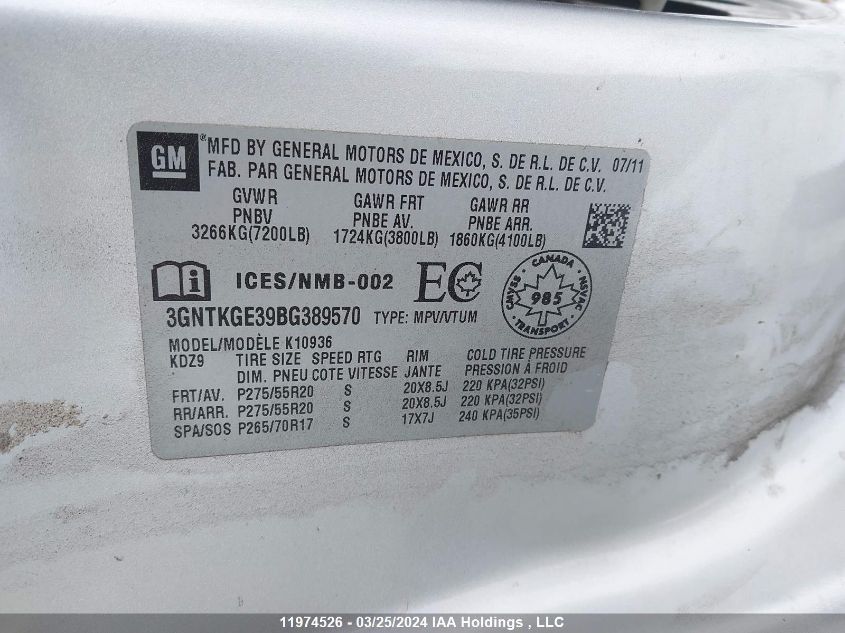 GM
®MFD BY GENERAL MOTORS DE MEXICO, S. DE R.L. DE C.V. 07/11
FAB. PAR GENERAL MOTORS DE MEXICO, S. DE R.L. DE C.V.
GVWR GAWR FRT GAWR RR
PNBV PNBE AV. PNBE ARR.
3266KG(7200LB) 1724KG(3800LB) 1860KG(4100LB)
ICES/NMB-002 EC
CANADA
CMVSS 985 NSVAC
3GNTKGE39BG389570 TYPE: MPV/VTUM
MODEL/MODÈLE K10936
KDZ9 TIRE SIZE SPEED RTG RIM COLD TIRE PRESSURE
DIM. PNEU COTE VITESSE JANTE PRESSION À FROID
FRT/AV. P275/55R20 S 20X8.5J 220 KPA(32PSI)
RR/ARR. P275/55R20 S 20X8.5J 220 KPA(32PSI)
SPA/SOS P265/70R17 S 17X7J 240 KPA(35PSI)
11974526 - 03/25/2024 IAA Holdings , LLC